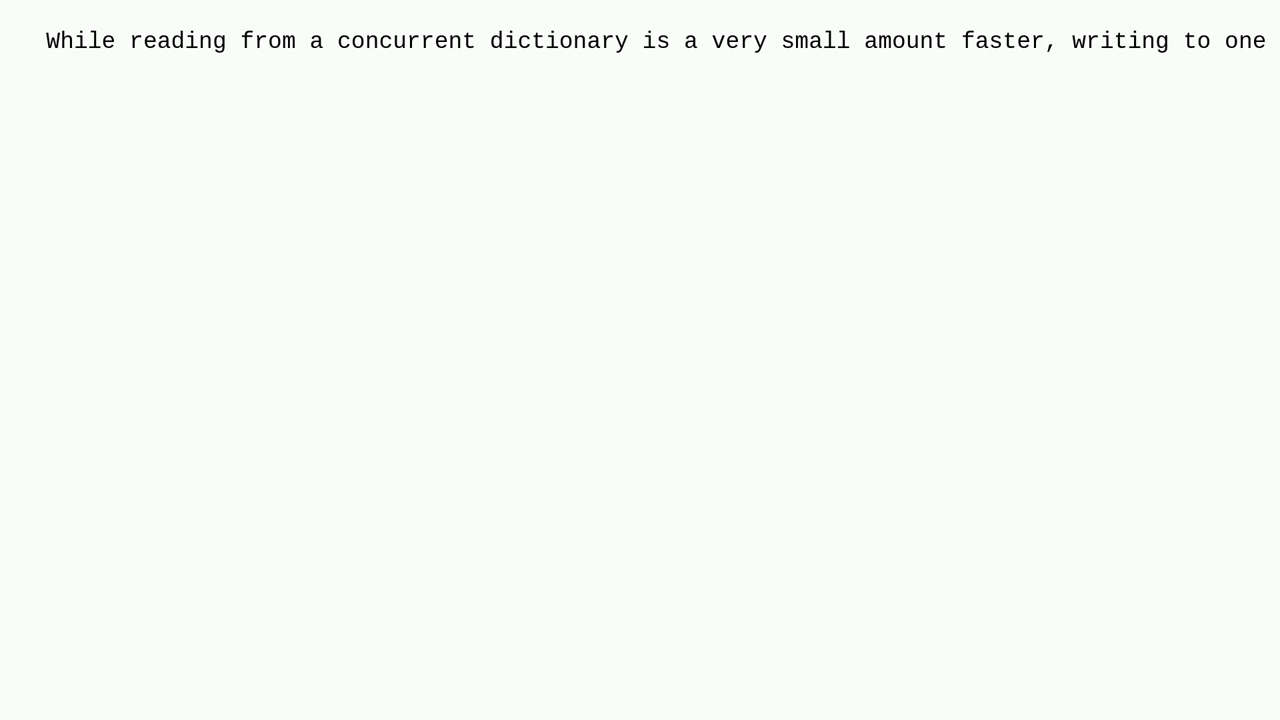 While reading from a concurrent dictionary is a very small amount faster, writing to one